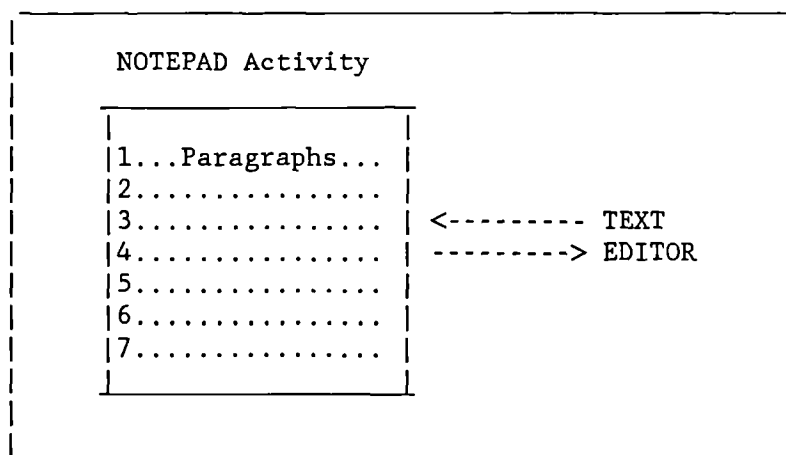 NOTEPAD Activity
1...Paragraphs...
2................
3................ <--------- TEXT
4................ ---------> EDITOR
5................
6................
7................